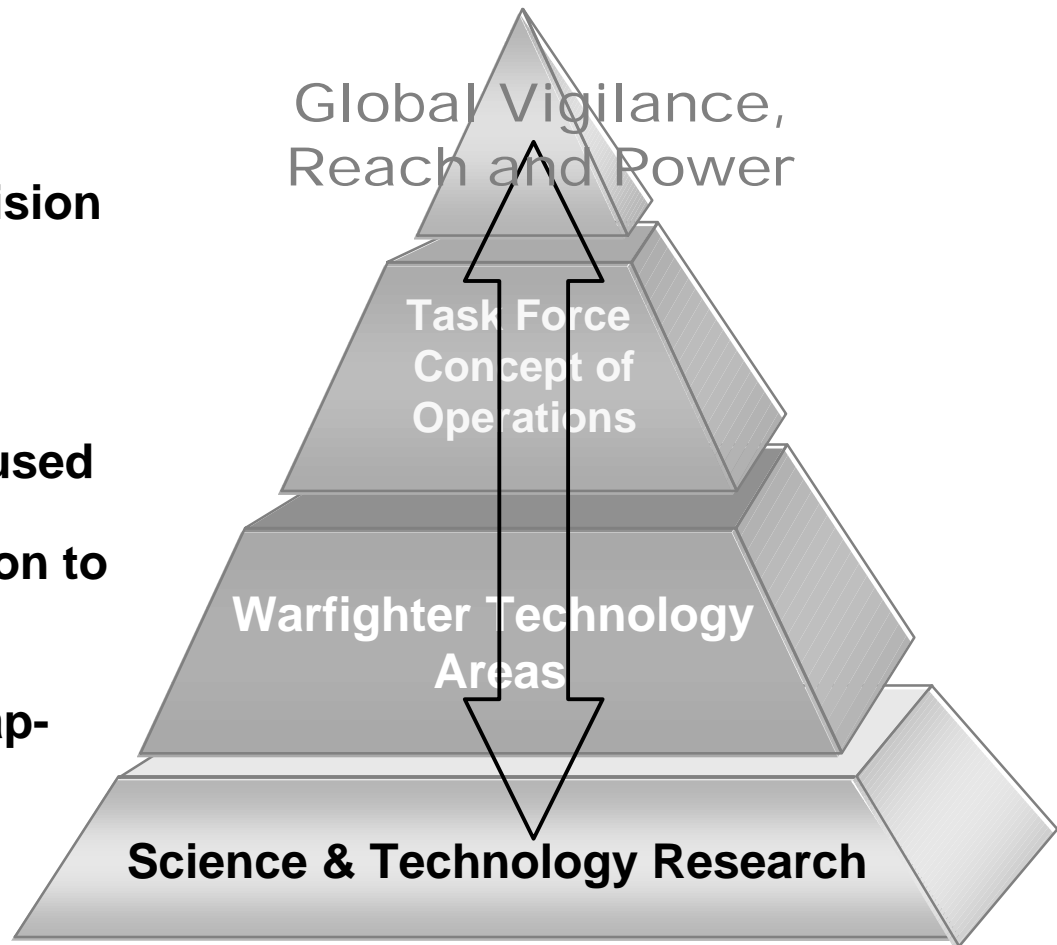 Global Vigilance,
Reach and Power
ision
Task Force
Concept of
Operations
used
on to
Warfighter Technology
Areas
ap-
Science & Technology Research